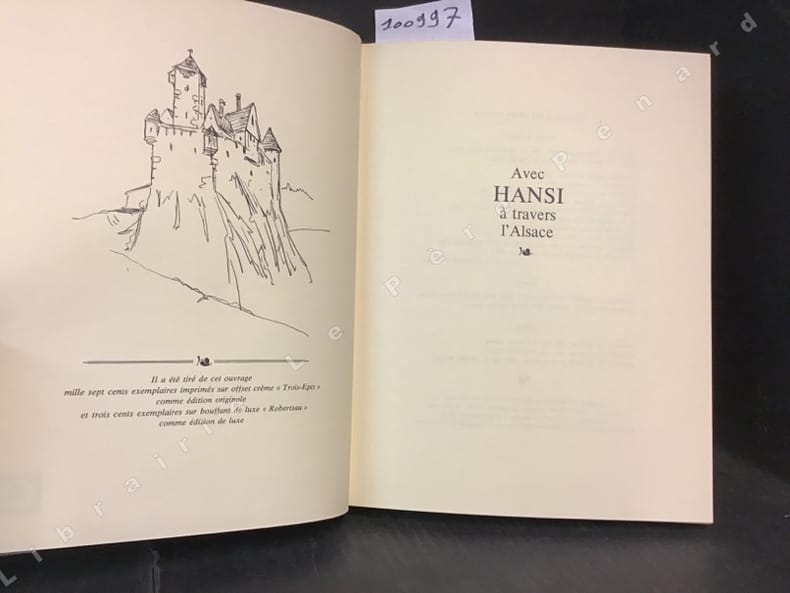 100997
Il a été tiré de cet ouvrage
mille sept cents exemplaires imprimés sur offset crème « Trois-Epis »
comme édition originale
et trois cents exemplaires sur bouffant de luxe « Robertsau »
comme édition de luxe
Avec
HANSI
à travers
l'Alsace
Librairie Le Père Pénard